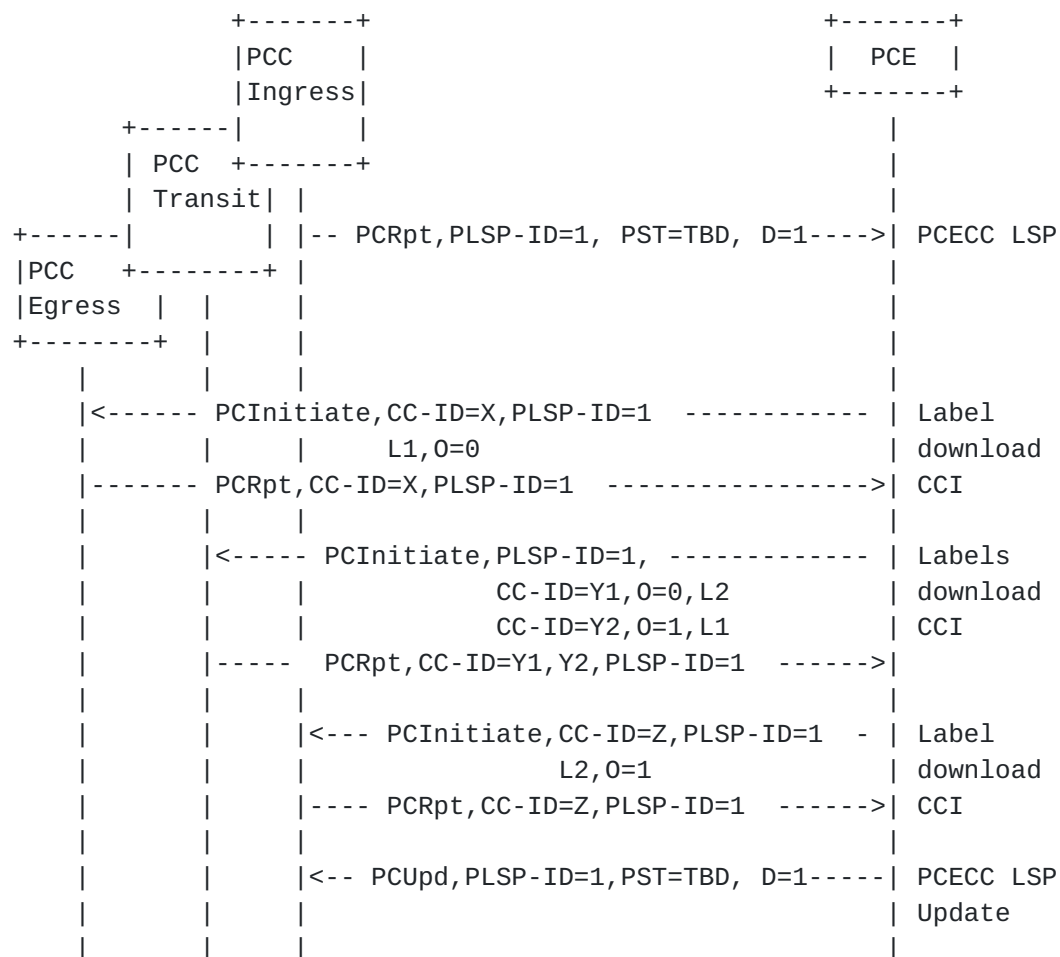 +-------+                             +-------+
                |PCC    |                             |  PCE  |
                |Ingress|                             +-------+
         +------|       |                                 |
         | PCC  +-------+                                 |
         | Transit| |                                     |
  +------|        | |-- PCRpt,PLSP-ID=1, PST=TBD, D=1---->| PCECC LSP
  |PCC   +--------+ |                                     |
  |Egress  |  |     |                                     |
  +--------+  |     |                                     |
      |       |     |                                     |
      |<------ PCInitiate,CC-ID=X,PLSP-ID=1  ------------ | Label
      |       |     |     L1,O=0                          | download
      |------- PCRpt,CC-ID=X,PLSP-ID=1  ----------------->| CCI
      |       |     |                                     |
      |       |<----- PCInitiate,PLSP-ID=1, ------------- | Labels
      |       |     |           CC-ID=Y1,O=0,L2           | download
      |       |     |           CC-ID=Y2,O=1,L1           | CCI
      |       |-----  PCRpt,CC-ID=Y1,Y2,PLSP-ID=1  ------>|
      |       |     |                                     |
      |       |     |<--- PCInitiate,CC-ID=Z,PLSP-ID=1  - | Label
      |       |     |               L2,O=1                | download
      |       |     |---- PCRpt,CC-ID=Z,PLSP-ID=1  ------>| CCI
      |       |     |                                     |
      |       |     |<-- PCUpd,PLSP-ID=1,PST=TBD, D=1-----| PCECC LSP
      |       |     |                                     | Update
      |       |     |                                     |